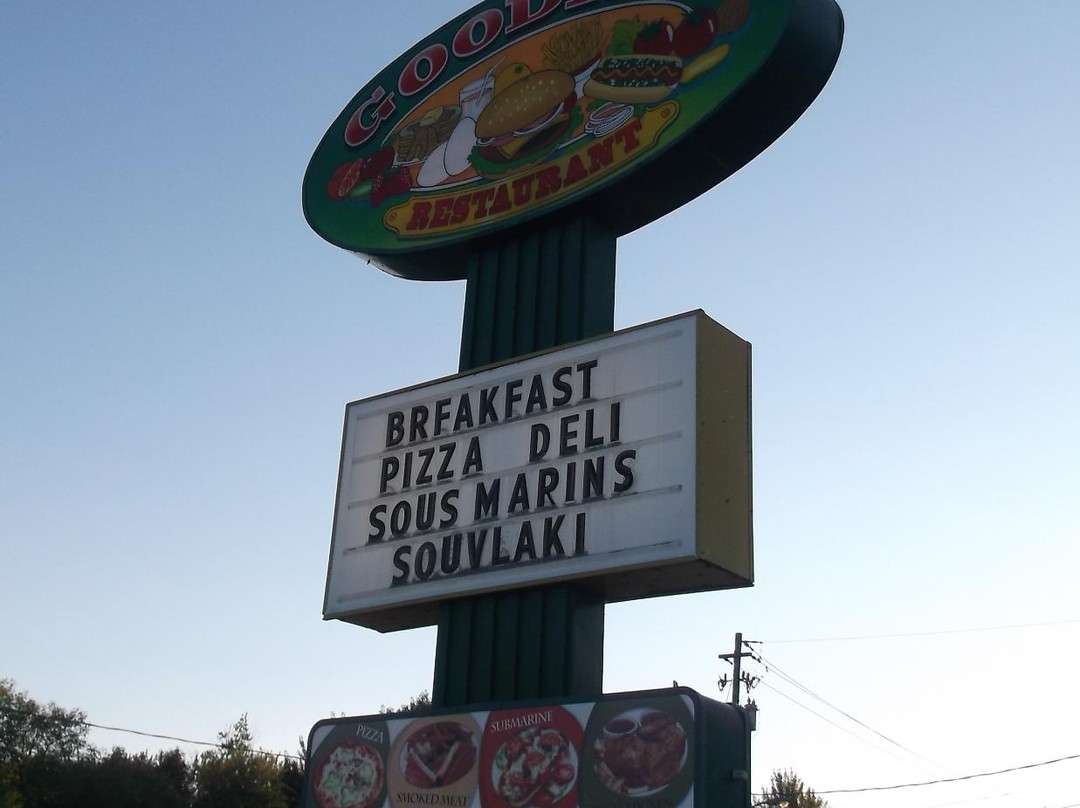 RESTAURANT
BRFAKFAST
PIZZA DELI
SOUS MARINS
SOUVLAKI
PIZZA
SMOKED MEAT
SUBMARINE